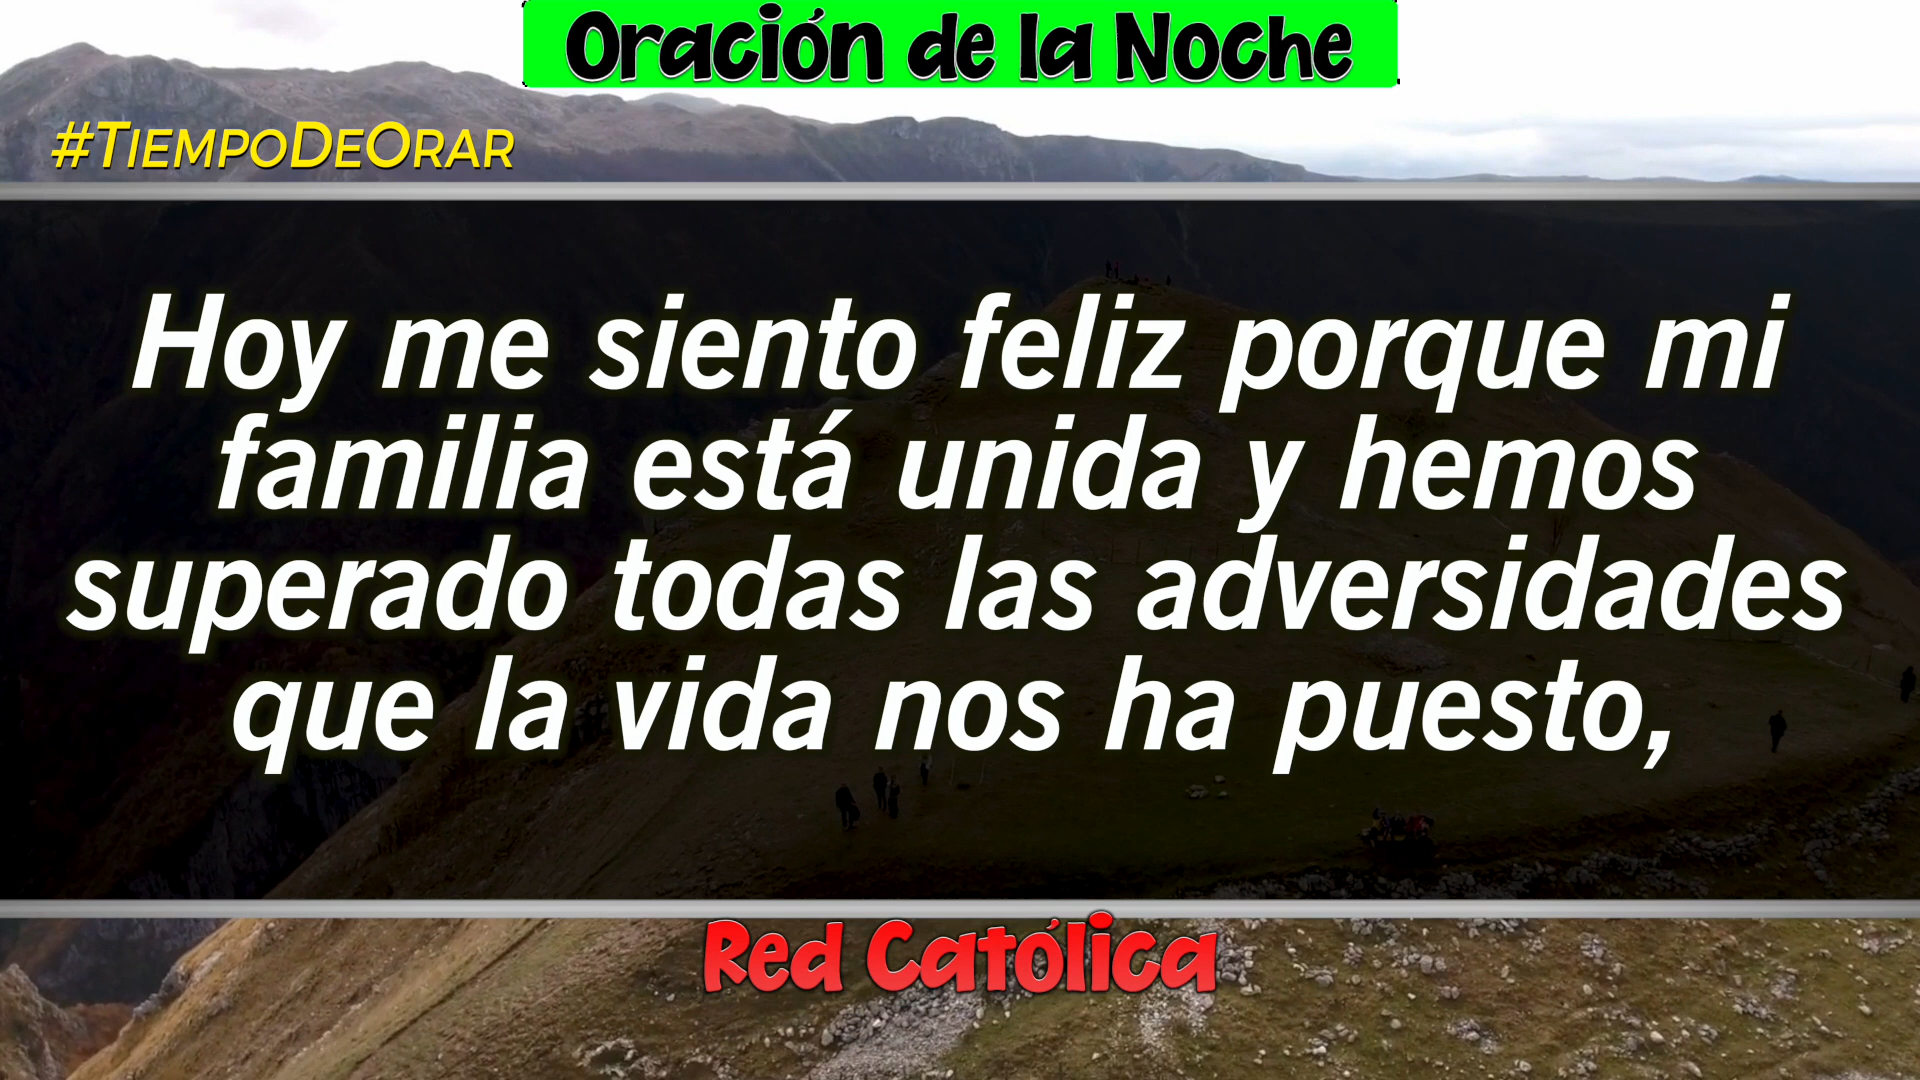 Oración de la Noche
#TIEMPODEORAR
Hoy me siento feliz porque mi
familia está unida y hemos
superado todas las adversidades
que la vida nos ha puesto,
Red Católica